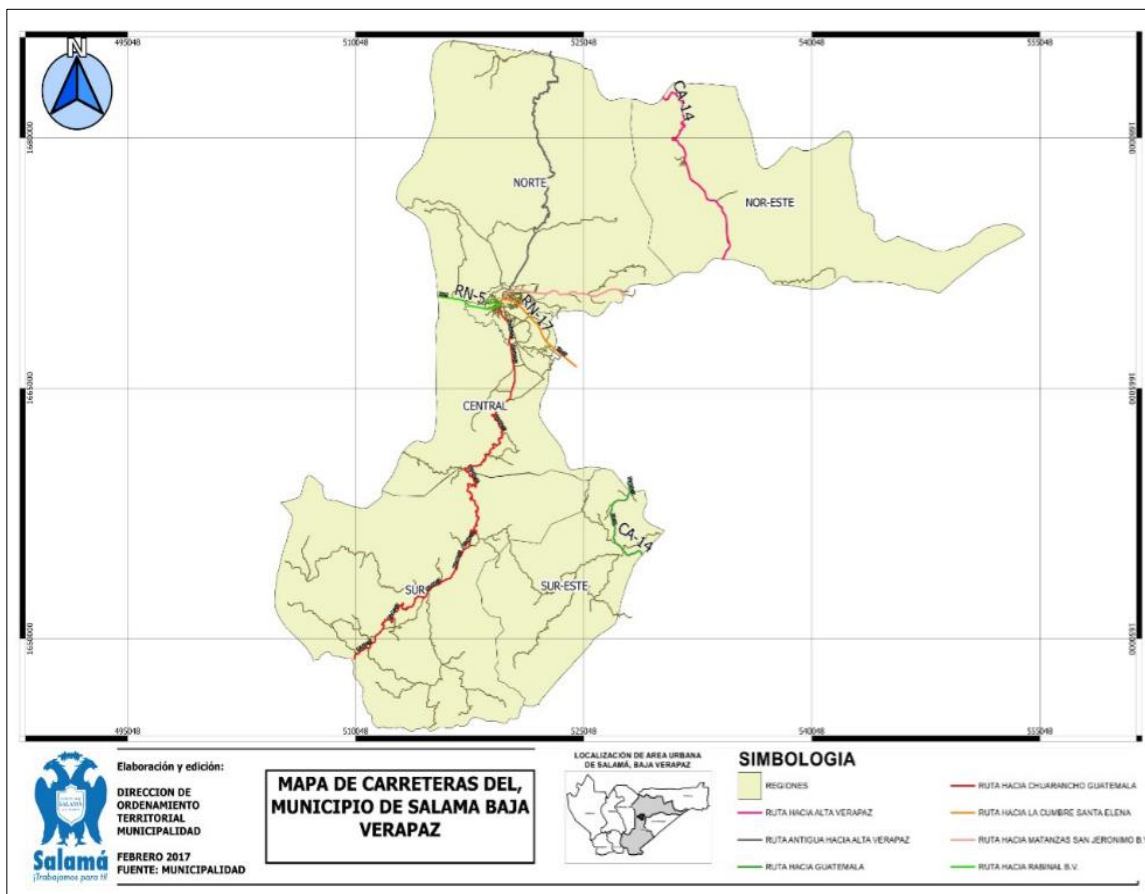 495048
510048
525048
540048
555048
N
1680000
1680000
CA-14
NORTE
NOR-ESTE
RN-5
RN-17
1665000
1665000
CENTRAL
CA-14
SUR
SUR-ESTE
1650000
1650000
495048
510048
525048
540048
555048
Salamá
¡Trabajamos para ti!
Elaboración y edición:
DIRECCION DE
ORDENAMIENTO
TERRITORIAL
MUNICIPALIDAD
FEBRERO 2017
FUENTE: MUNICIPALIDAD
MAPA DE CARRETERAS DEL,
MUNICIPIO DE SALAMA BAJA
VERAPAZ
LOCALIZACIÓN DE AREA URBANA
DE SALAMÁ, BAJA VERAPAZ
SIMBOLOGIA
REGIONES
RUTA HACIA ALTA VERAPAZ
RUTA ANTIGUA HACIA ALTA VERAPAZ
RUTA HACIA GUATEMALA
RUTA HACIA CHUARANCHO GUATEMALA
RUTA HACIA LA CUMBRE SANTA ELENA
RUTA HACIA MATANZAS SAN JERONIMO B.V
RUTA HACIA RABINAL B.V.